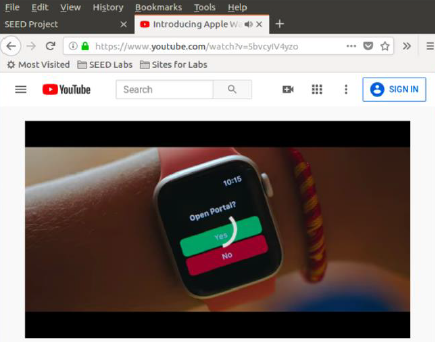 File Edit View History Bookmarks Tools Help
SEED Project
Introducing Apple W
https://www.youtube.com/watch?v=5bvcyIV4yzo
Most Visited SEED Labs Sites for Labs
YouTube Search SIGN IN
10:15
Open Portal?
Yes
No